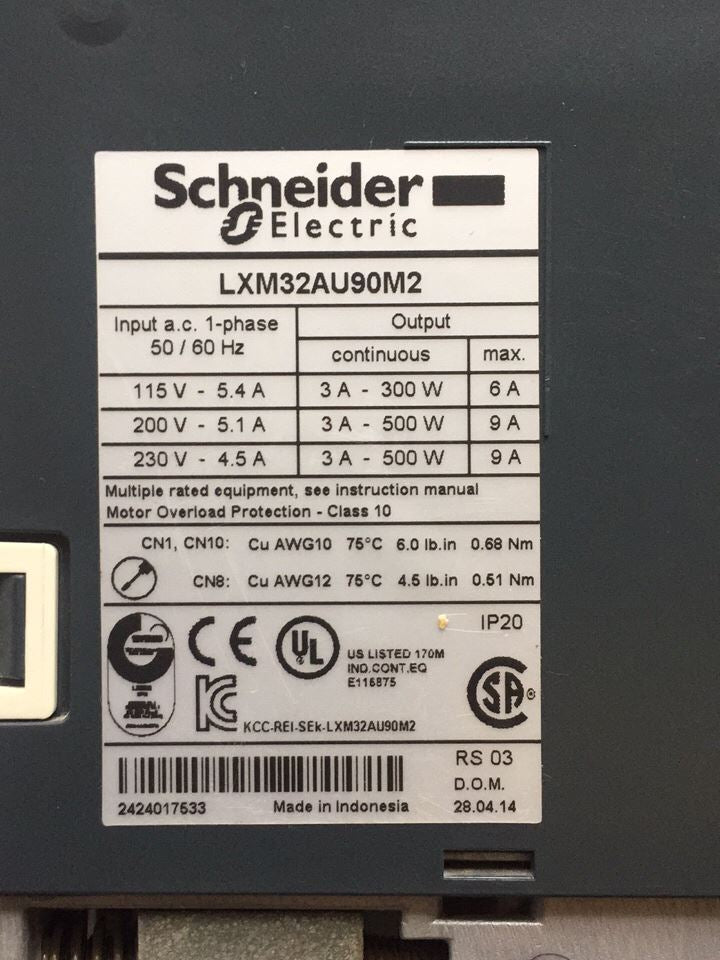 Schneider
Electric
LXM32AU90M2
Input a.c. 1-phase
50 / 60 Hz
Output
continuous
max.
115 V - 5.4 A
3 A - 300 W
6 A
200 V - 5.1 A
3 A - 500 W
9 A
230 V - 4.5 A
3 A - 500 W
9 A
Multiple rated equipment, see instruction manual
Motor Overload Protection - Class 10
CN1, CN10: Cu AWG10 75°C 6.0 lb.in 0.68 Nm
CN8: Cu AWG12 75°C 4.5 lb.in 0.51 Nm
CE
UL
US LISTED 170M
IND.CONT.EQ
E116875
IP20
KCC-REI-SEk-LXM32AU90M2
SA
RS 03
D.O.M.
28.04.14
2424017533
Made in Indonesia